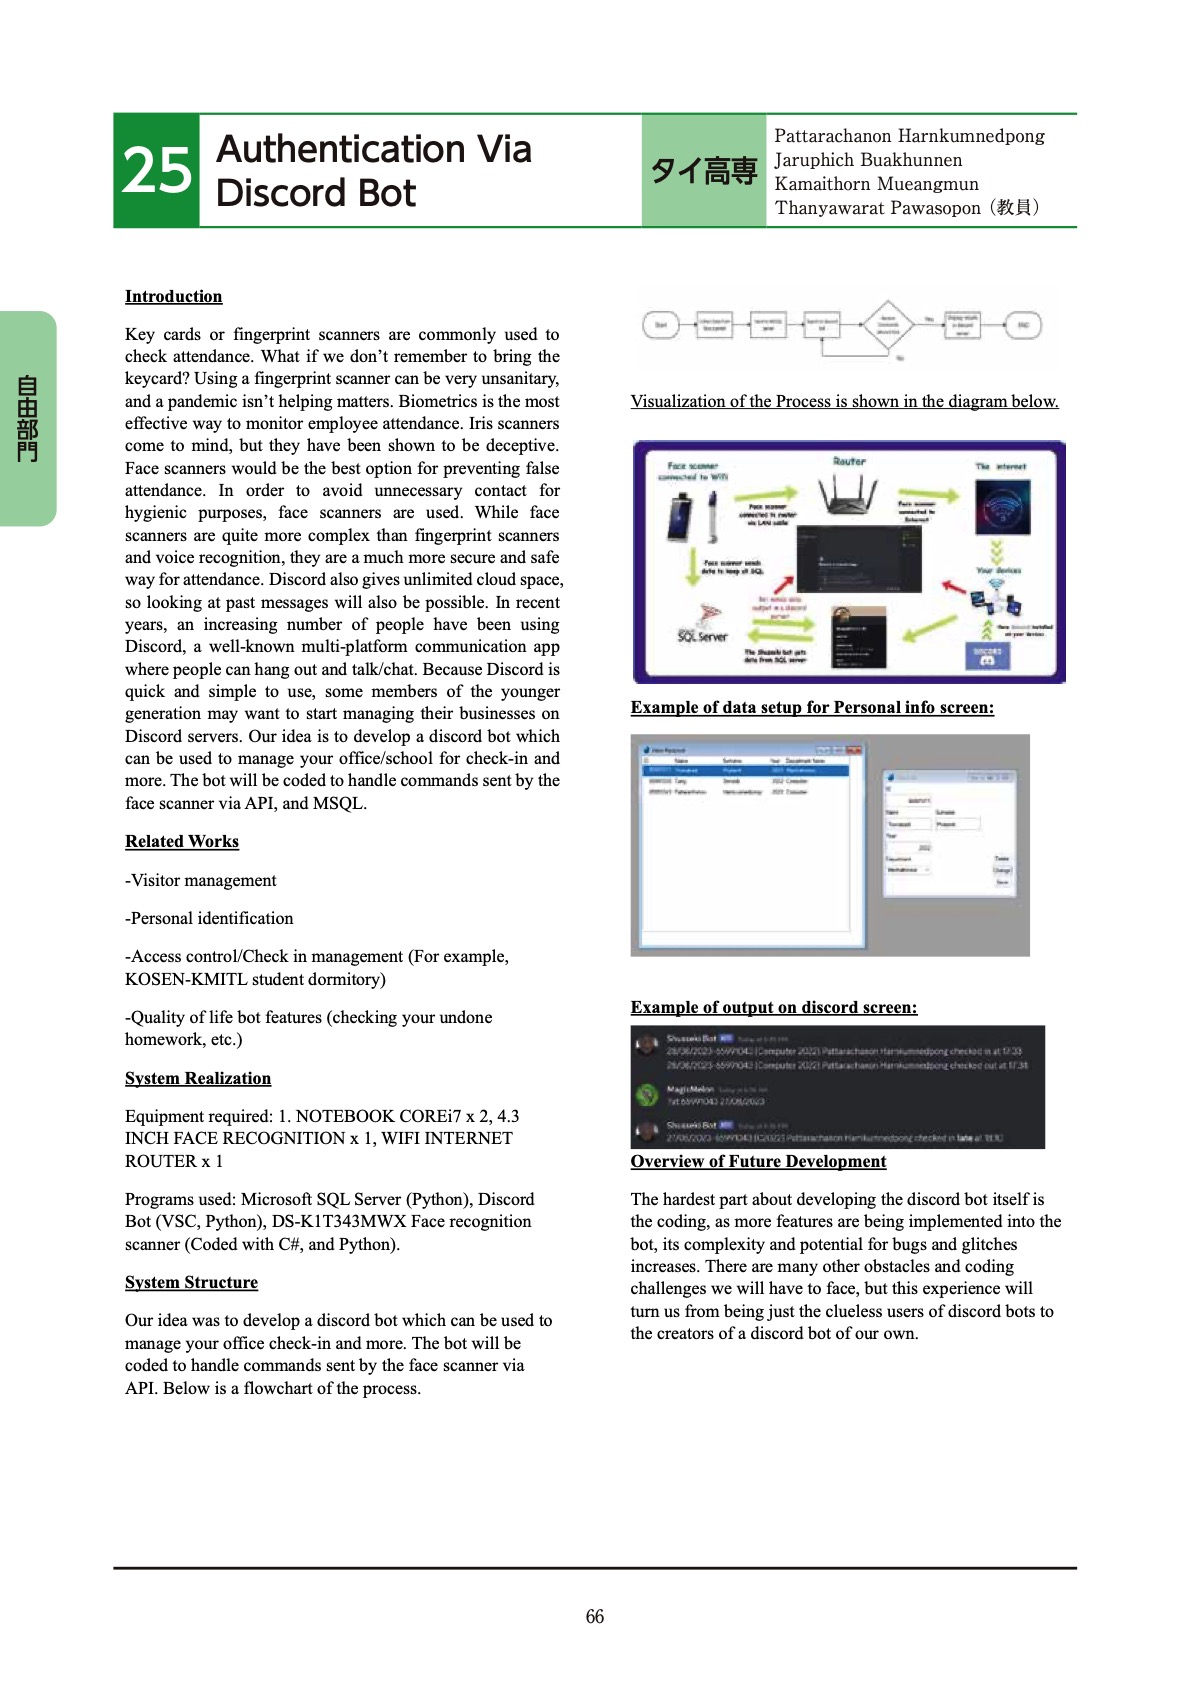 25
Authentication Via
Discord Bot
タイ高専
Pattarachanon Harnkumnedpong
Jaruphich Buakhunnen
Kamaithorn Mueangmun
Thanyawarat Pawasopon（教員）
自由部門
Introduction
Key cards or fingerprint scanners are commonly used to
check attendance. What if we don’t remember to bring the
keycard? Using a fingerprint scanner can be very unsanitary,
and a pandemic isn’t helping matters. Biometrics is the most
effective way to monitor employee attendance. Iris scanners
come to mind, but they have been shown to be deceptive.
Face scanners would be the best option for preventing false
attendance. In order to avoid unnecessary contact for
hygienic purposes, face scanners are used. While face
scanners are quite more complex than fingerprint scanners
and voice recognition, they are a much more secure and safe
way for attendance. Discord also gives unlimited cloud space,
so looking at past messages will also be possible. In recent
years, an increasing number of people have been using
Discord, a well-known multi-platform communication app
where people can hang out and talk/chat. Because Discord is
quick and simple to use, some members of the younger
generation may want to start managing their businesses on
Discord servers. Our idea is to develop a discord bot which
can be used to manage your office/school for check-in and
more. The bot will be coded to handle commands sent by the
face scanner via API, and MSQL.
Related Works
-Visitor management
-Personal identification
-Access control/Check in management (For example,
KOSEN-KMITL student dormitory)
-Quality of life bot features (checking your undone
homework, etc.)
System Realization
Equipment required: 1. NOTEBOOK COREi7 x 2, 4.3
INCH FACE RECOGNITION x 1, WIFI INTERNET
ROUTER x 1
Programs used: Microsoft SQL Server (Python), Discord
Bot (VSC, Python), DS-K1T343MWX Face recognition
scanner (Coded with C#, and Python).
System Structure
Our idea was to develop a discord bot which can be used to
manage your office check-in and more. The bot will be
coded to handle commands sent by the face scanner via
API. Below is a flowchart of the process.
Start
Yes
No
END
Visualization of the Process is shown in the diagram below.
Face scanner
connected to WiFi
Router
The internet
Face scanner
connected to router
via LAN cable
Face scanner
connected to
Internet
Face scanner sends
data to keep at SQL
Your devices
output in a discord
server
SQL Server
The Shusseki bot gets
data from SQL server
Have Discord installed
on your devices
DISCORD
Example of data setup for Personal info screen:
Name
Surname
Year
Department Name
2022 Computer
Name
Surname
Year
2022
Department
Change
Save
Example of output on discord screen:
Shusseki Bot
28/08/2023-65991043 [Computer 2022] Pattarachanon Harnkumnedpong checked in at 17:33
28/08/2023-65991043 [Computer 2022] Pattarachanon Harnkumnedpong checked out at 17:34
MagicMelon
65991043 27/08/2023
Shusseki Bot
27/08/2023-65991043 [C2022] Pattarachanon Harnkumnedpong checked in late at
Overview of Future Development
The hardest part about developing the discord bot itself is
the coding, as more features are being implemented into the
bot, its complexity and potential for bugs and glitches
increases. There are many other obstacles and coding
challenges we will have to face, but this experience will
turn us from being just the clueless users of discord bots to
the creators of a discord bot of our own.
66